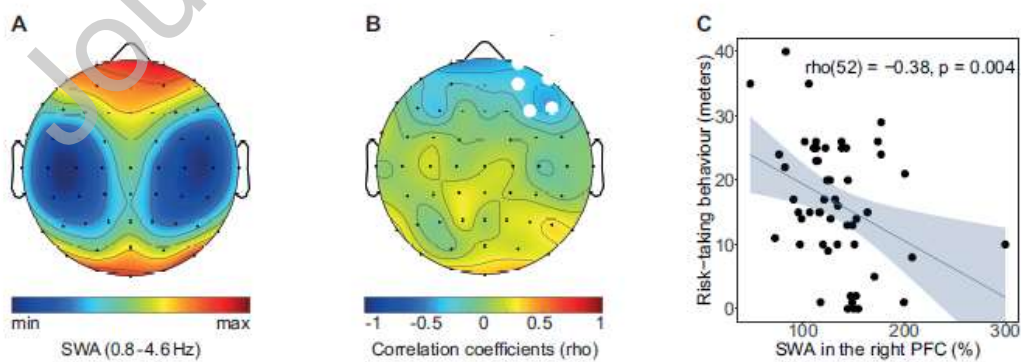 Jou
A
min
max
SWA (0.8-4.6 Hz)
B
-1
-0.5
0
0.5
1
Correlation coefficients (rho)
C
Risk−taking behaviour (meters)
40
30
20
10
0
rho(52) = −0.38, p = 0.004
100
200
300
SWA in the right PFC (%)